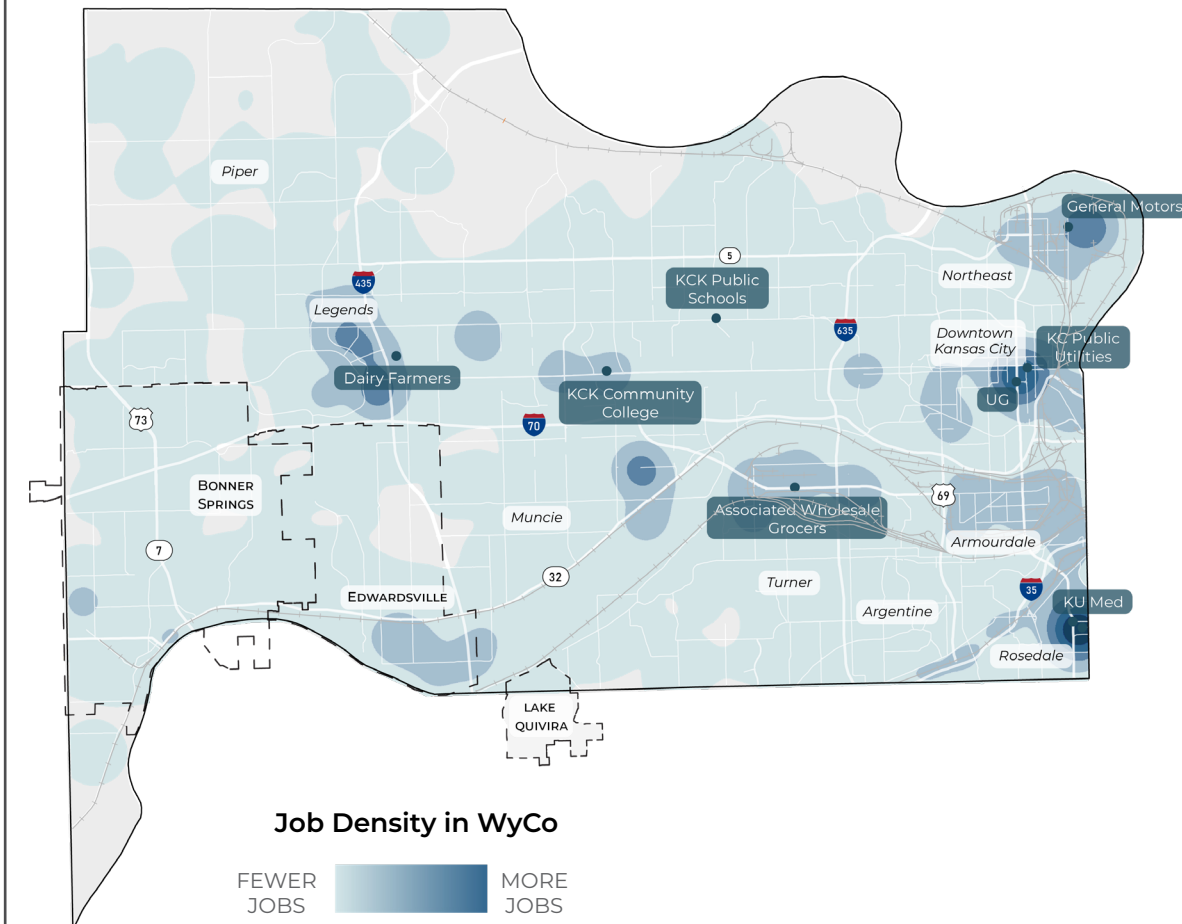 General Motors
Piper
5
Northeast
KCK Public
Schools
435
Legends
635
Downtown
Kansas City
KC Public
Utilities
Dairy Farmers
KCK Community
College
UG
73
70
BONNER
SPRINGS
69
Associated Wholesale
Grocers
Muncie
7
Armourdale
32
Turner
35
EDWARDSVILLE
Argentine
KU Med
Rosedale
LAKE
QUIVIRA
Job Density in WyCo
FEWER
JOBS
MORE
JOBS